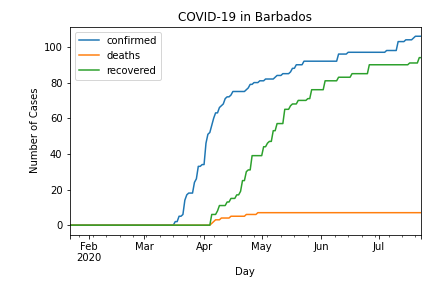 COVID-19 in Barbados
confirmed
deaths
recovered
Number of Cases
100
80
60
40
20
0
Feb
2020
Mar
Apr
May
Jun
Jul
Day